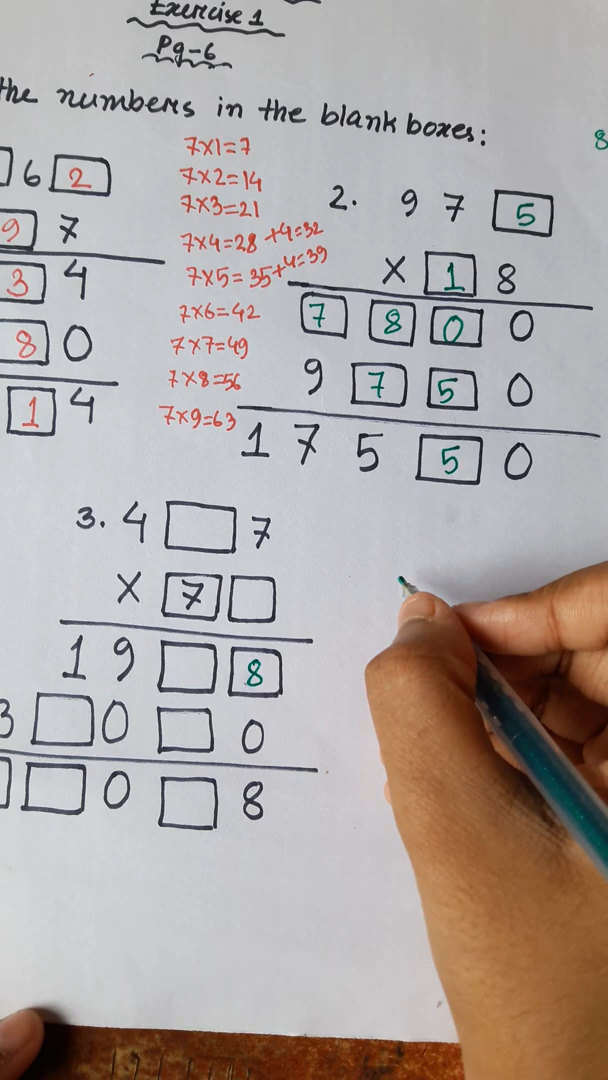 Exercise 1
Pg-6
the numbers in the blank boxes:
8
6 2
9 7
3 4
8 0
1 4
7x1=7
7x2=14
7x3=21
7x4=28 +4=32
7x5=35+4=39
7x6=42
7x7=49
7x8=56
7x9=63
2. 9 7 5
X 1 8
7 8 0 0
9 7 5 0
1 7 5 5 0
3. 4 7
X 7
1 9 8
3 0 0
0 8